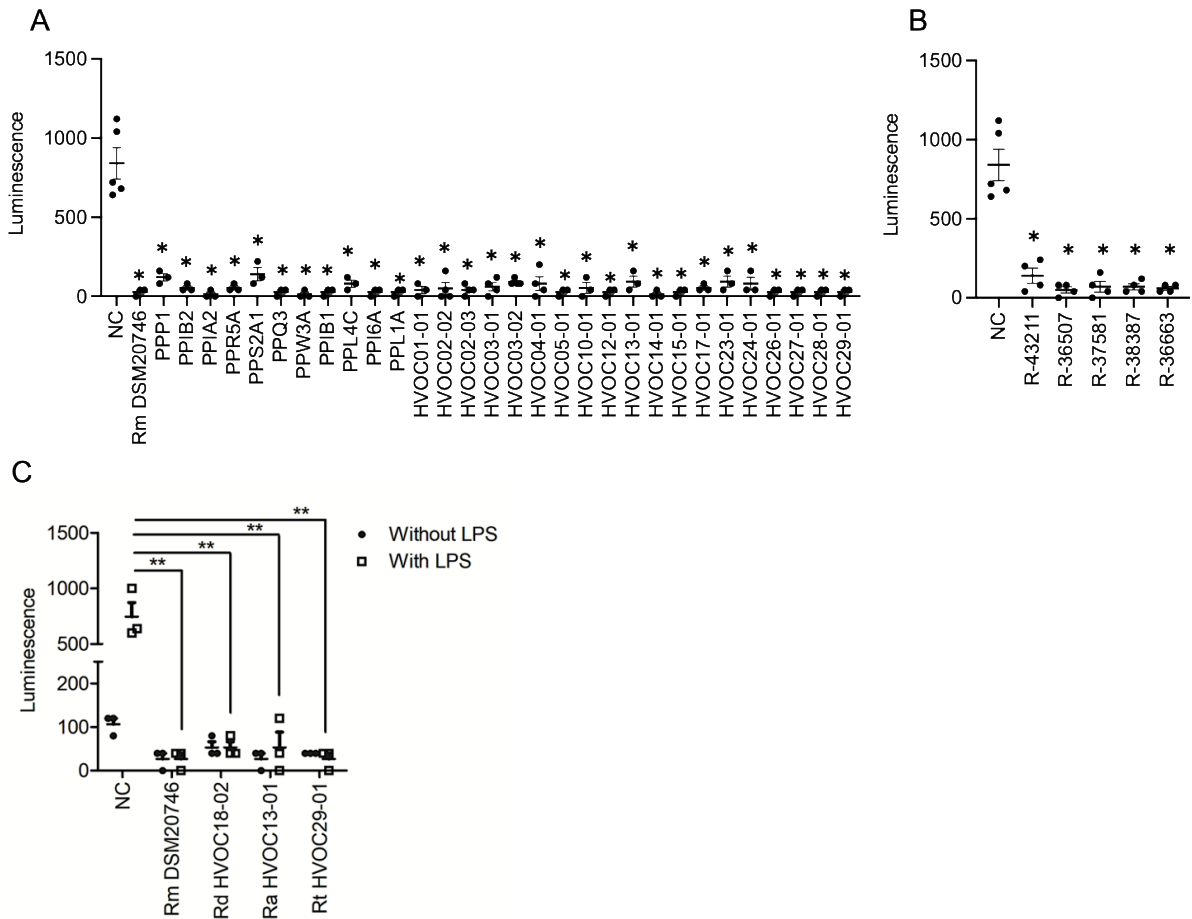 A
B
1500
1000
500
0
Luminescence
* * * * * * * * * * * * * * * * * * * * * * * * * * * * * * *
NC
Rm DSM20746
PPP1
PPIB2
PPIA2
PPR5A
PPS2A1
PPQ3
PPW3A
PPIB1
PPL4C
PPI6A
PPL1A
HVOC01-01
HVOC02-02
HVOC02-03
HVOC03-01
HVOC03-02
HVOC04-01
HVOC05-01
HVOC10-01
HVOC12-01
HVOC13-01
HVOC14-01
HVOC15-01
HVOC17-01
HVOC23-01
HVOC24-01
HVOC26-01
HVOC27-01
HVOC28-01
HVOC29-01
1500
1000
500
0
Luminescence
* * * * *
NC
R-43211
R-36507
R-37581
R-38387
R-36663
C
1500
1000
500
200
100
0
Luminescence
**
**
**
**
Without LPS
With LPS
NC
Rm DSM20746
Rd HVOC18-02
Ra HVOC13-01
Rt HVOC29-01